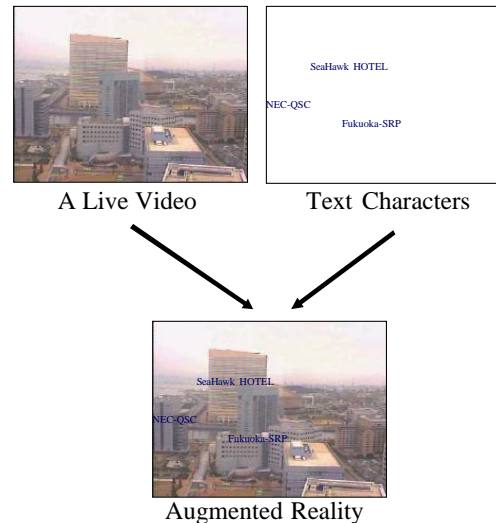 SeaHawk HOTEL
NEC-QSC
Fukuoka-SRP
A Live Video
Text Characters
SeaHawk HOTEL
NEC-QSC
Fukuoka-SRP
Augmented Reality